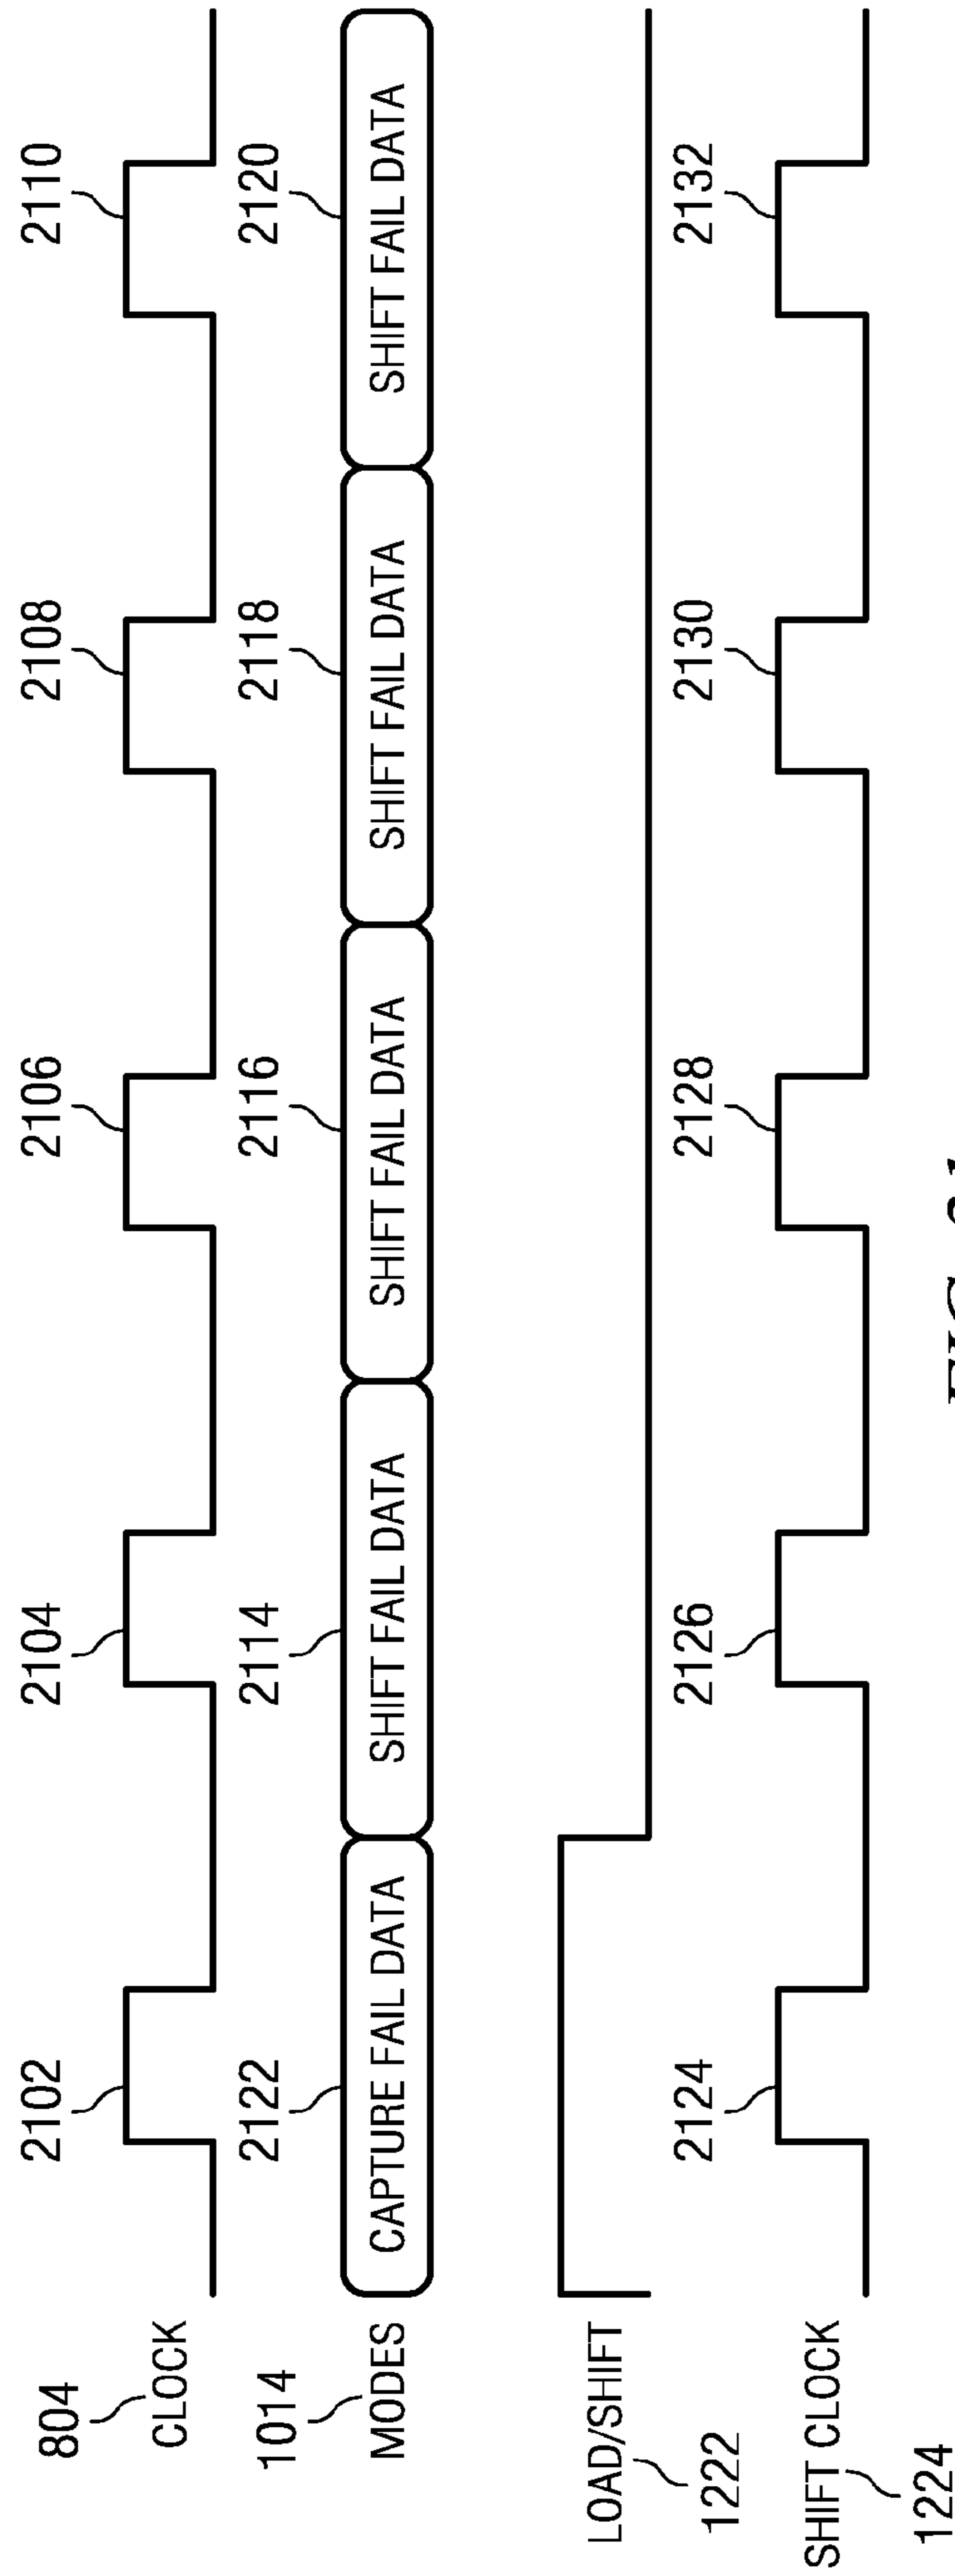 804
CLOCK
2102
2104
2106
2108
2110
1014
MODES
2122
2114
2116
2118
2120
CAPTURE FAIL DATA
SHIFT FAIL DATA
SHIFT FAIL DATA
SHIFT FAIL DATA
SHIFT FAIL DATA
LOAD/SHIFT
1222
2124
2126
2128
2130
2132
SHIFT CLOCK
1224